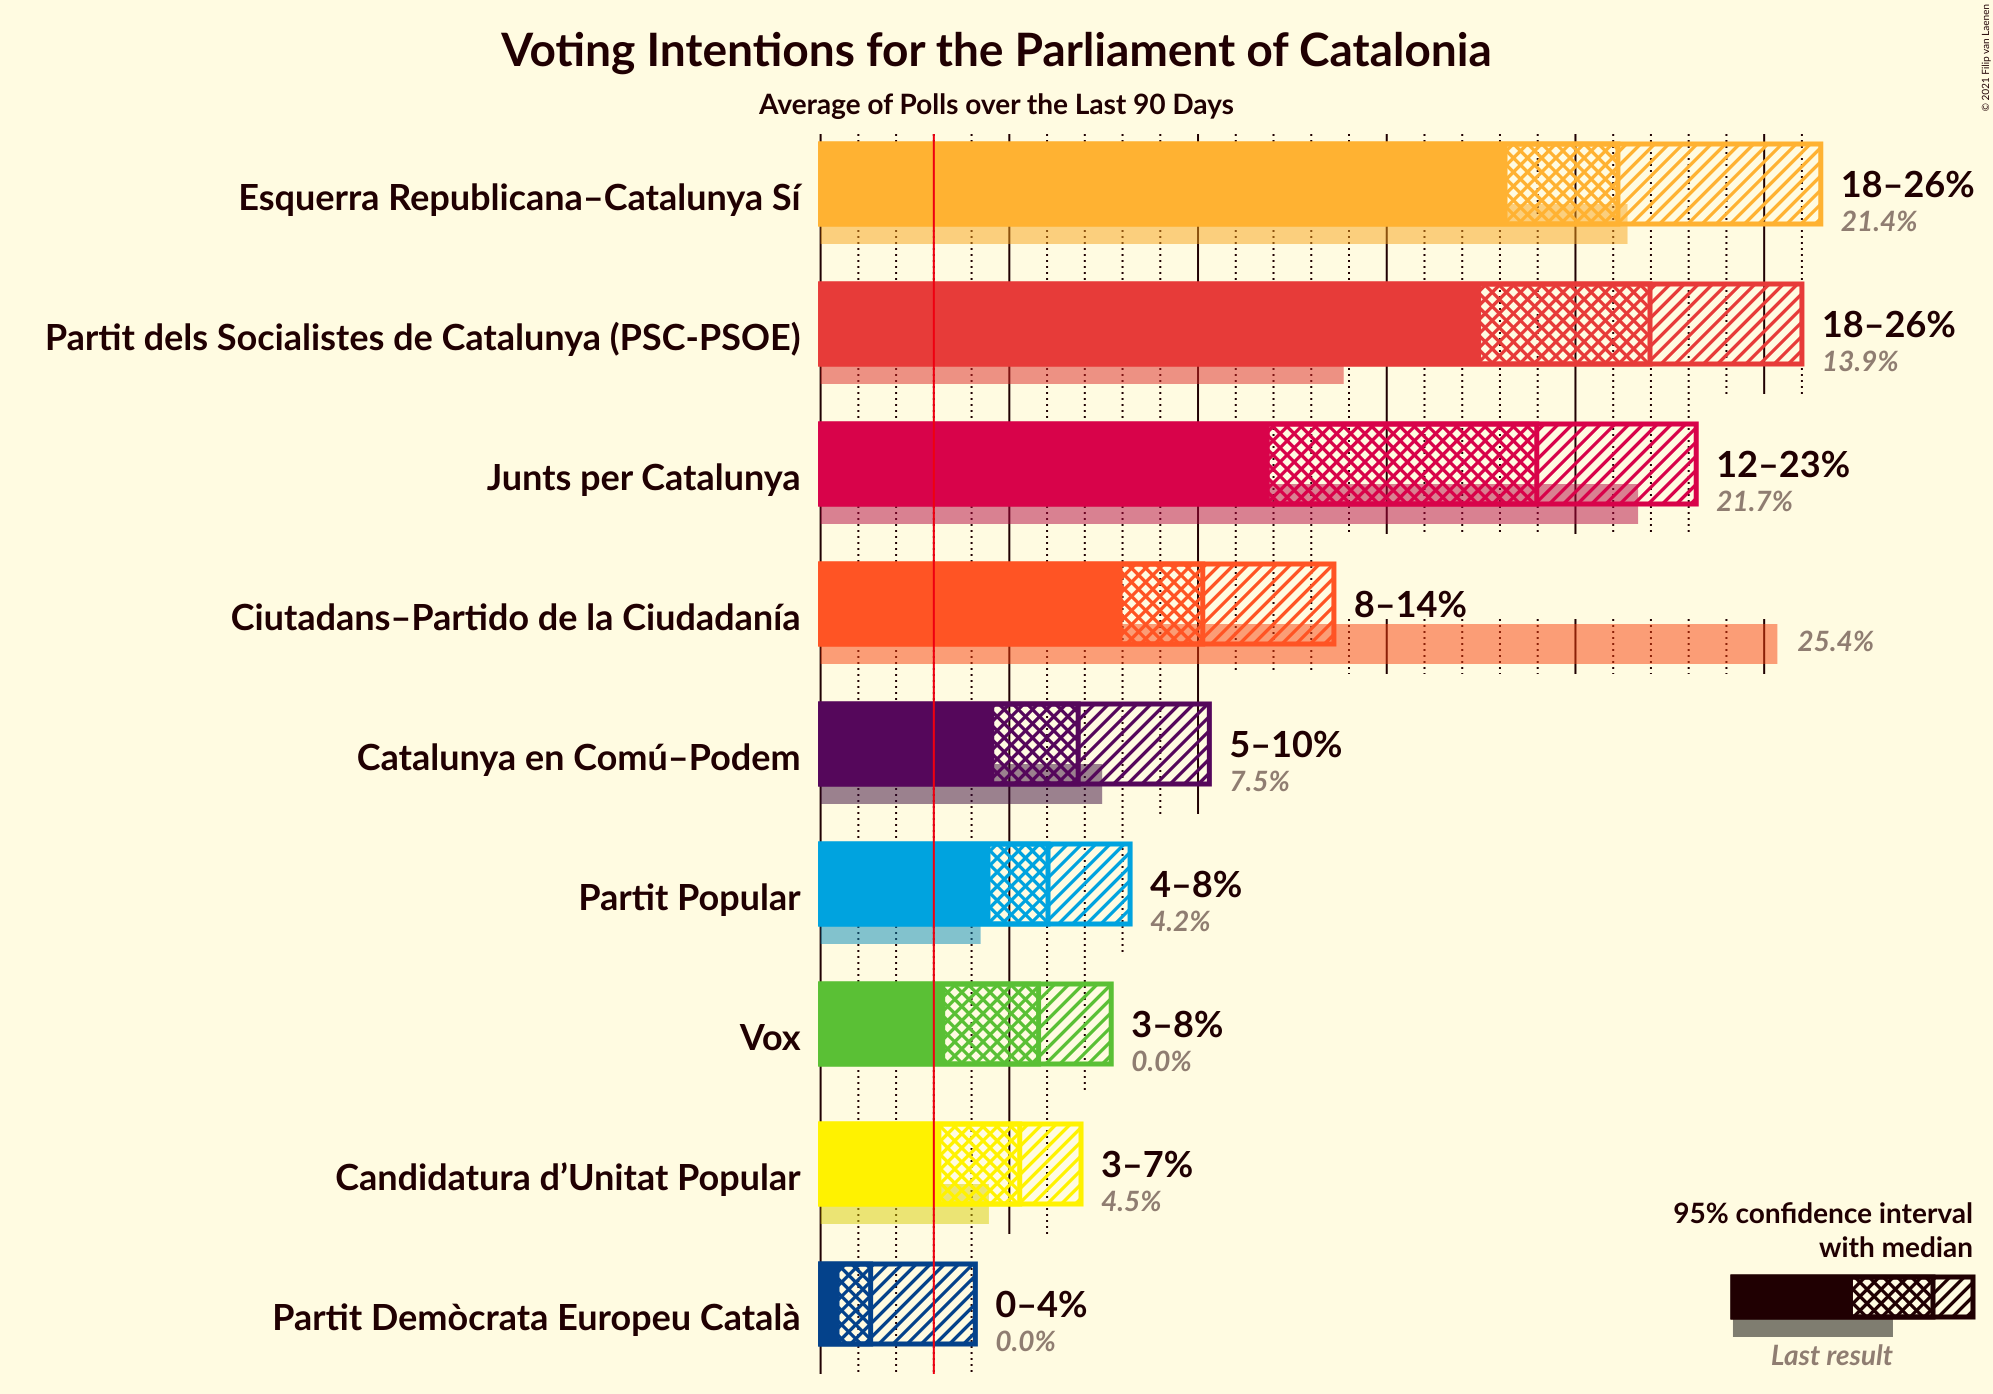 Voting Intentions for the Parliament of Catalonia
Average of Polls over the Last 90 Days
© 2021 Filip van Laenen
Esquerra Republicana–Catalunya Sí
18–26%
21.4%
Partit dels Socialistes de Catalunya (PSC-PSOE)
18–26%
13.9%
Junts per Catalunya
12–23%
21.7%
Ciutadans–Partido de la Ciudadanía
8–14%
25.4%
Catalunya en Comú–Podem
5–10%
7.5%
Partit Popular
4–8%
4.2%
Vox
3–8%
0.0%
Candidatura d’Unitat Popular
3–7%
4.5%
Partit Demòcrata Europeu Català
0–4%
0.0%
95% confidence interval
with median
Last result